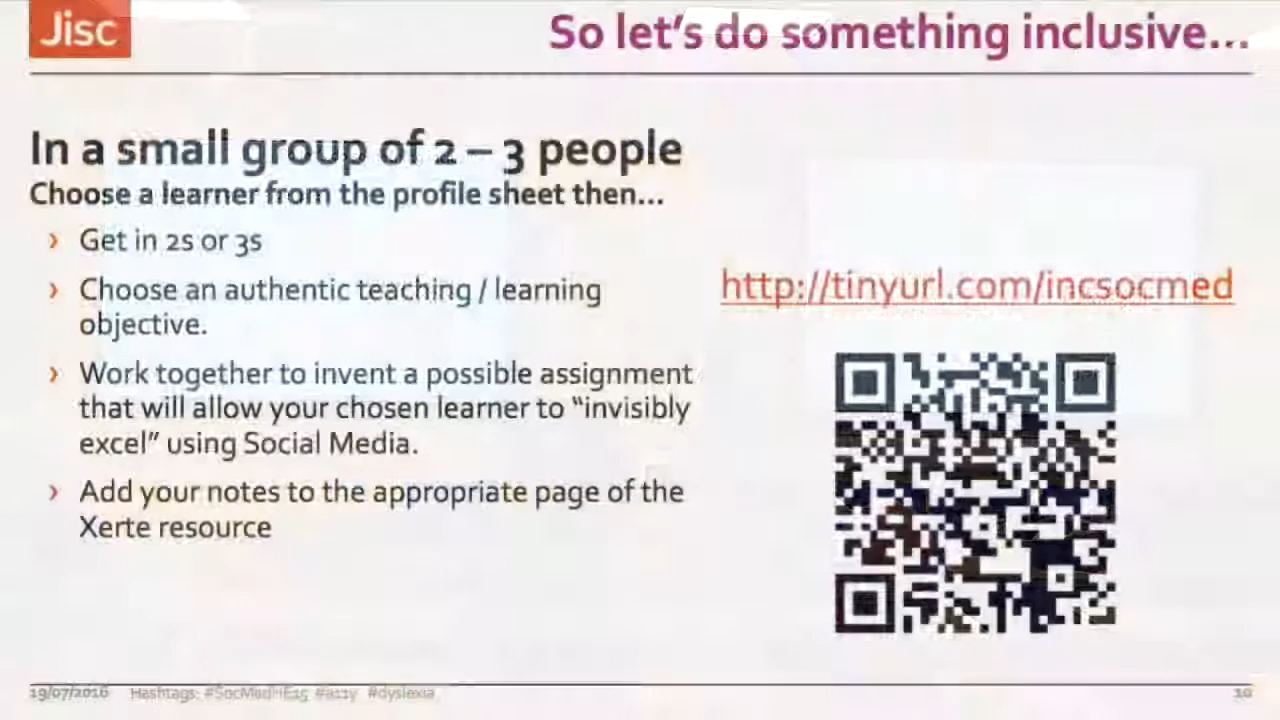 Jisc
So let's do something inclusive...
In a small group of 2 – 3 people
Choose a learner from the profile sheet then...
› Get in 2s or 3s
› Choose an authentic teaching / learning
objective.
› Work together to invent a possible assignment
that will allow your chosen learner to "invisibly
excel" using Social Media.
› Add your notes to the appropriate page of the
Xerte resource
http://tinyurl.com/incsocmed
19/07/2016 Hashtags: #SocMedHE15 #a11y #dyslexia
10